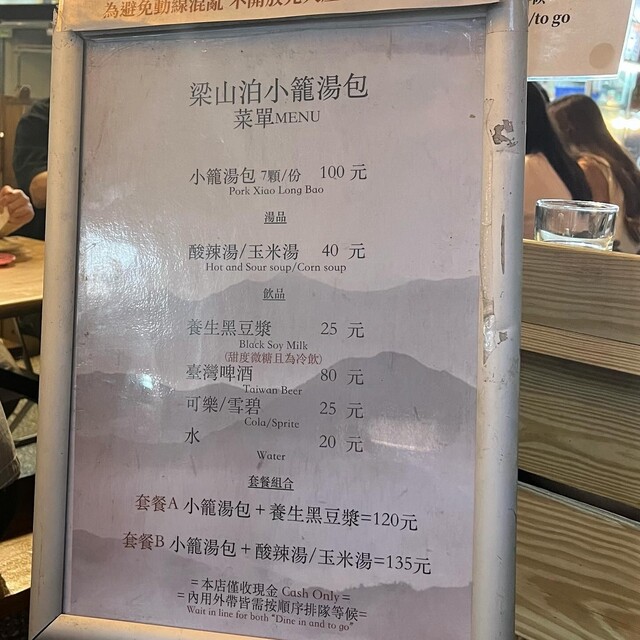 為避免動線混亂 不開放先入座
/to go
梁山泊小籠湯包
菜單MENU
小籠湯包 7顆/份 100 元
Pork Xiao Long Bao
湯品
酸辣湯/玉米湯 40 元
Hot and Sour soup/Corn soup
飲品
養生黑豆漿 25 元
Black Soy Milk
(甜度微糖且為冷飲)
臺灣啤酒 80 元
Taiwan Beer
可樂/雪碧 25 元
Cola/Sprite
水 20 元
Water
套餐組合
套餐A 小籠湯包+養生黑豆漿=120元
套餐B 小籠湯包+酸辣湯/玉米湯=135元
=本店僅收現金 Cash Only=
=內用外帶皆需按順序排隊等候=
Wait in line for both "Dine in and to go"